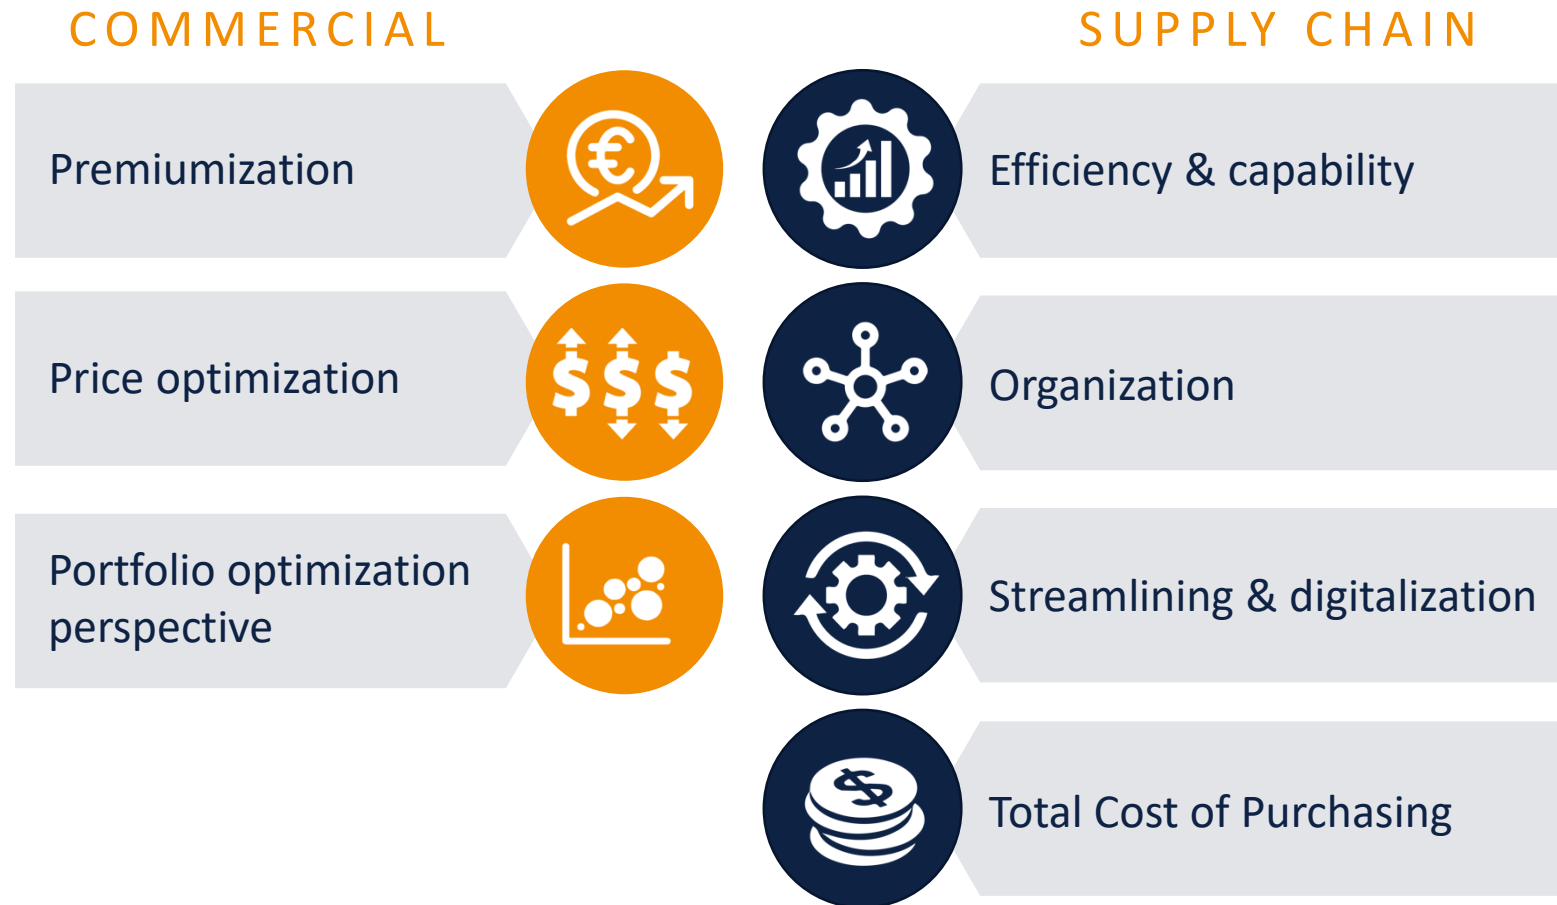 COMMERCIAL
Premiumization
Price optimization
Portfolio optimization
perspective
SUPPLY CHAIN
Efficiency & capability
Organization
Streamlining & digitalization
Total Cost of Purchasing
€
$ $ $
$